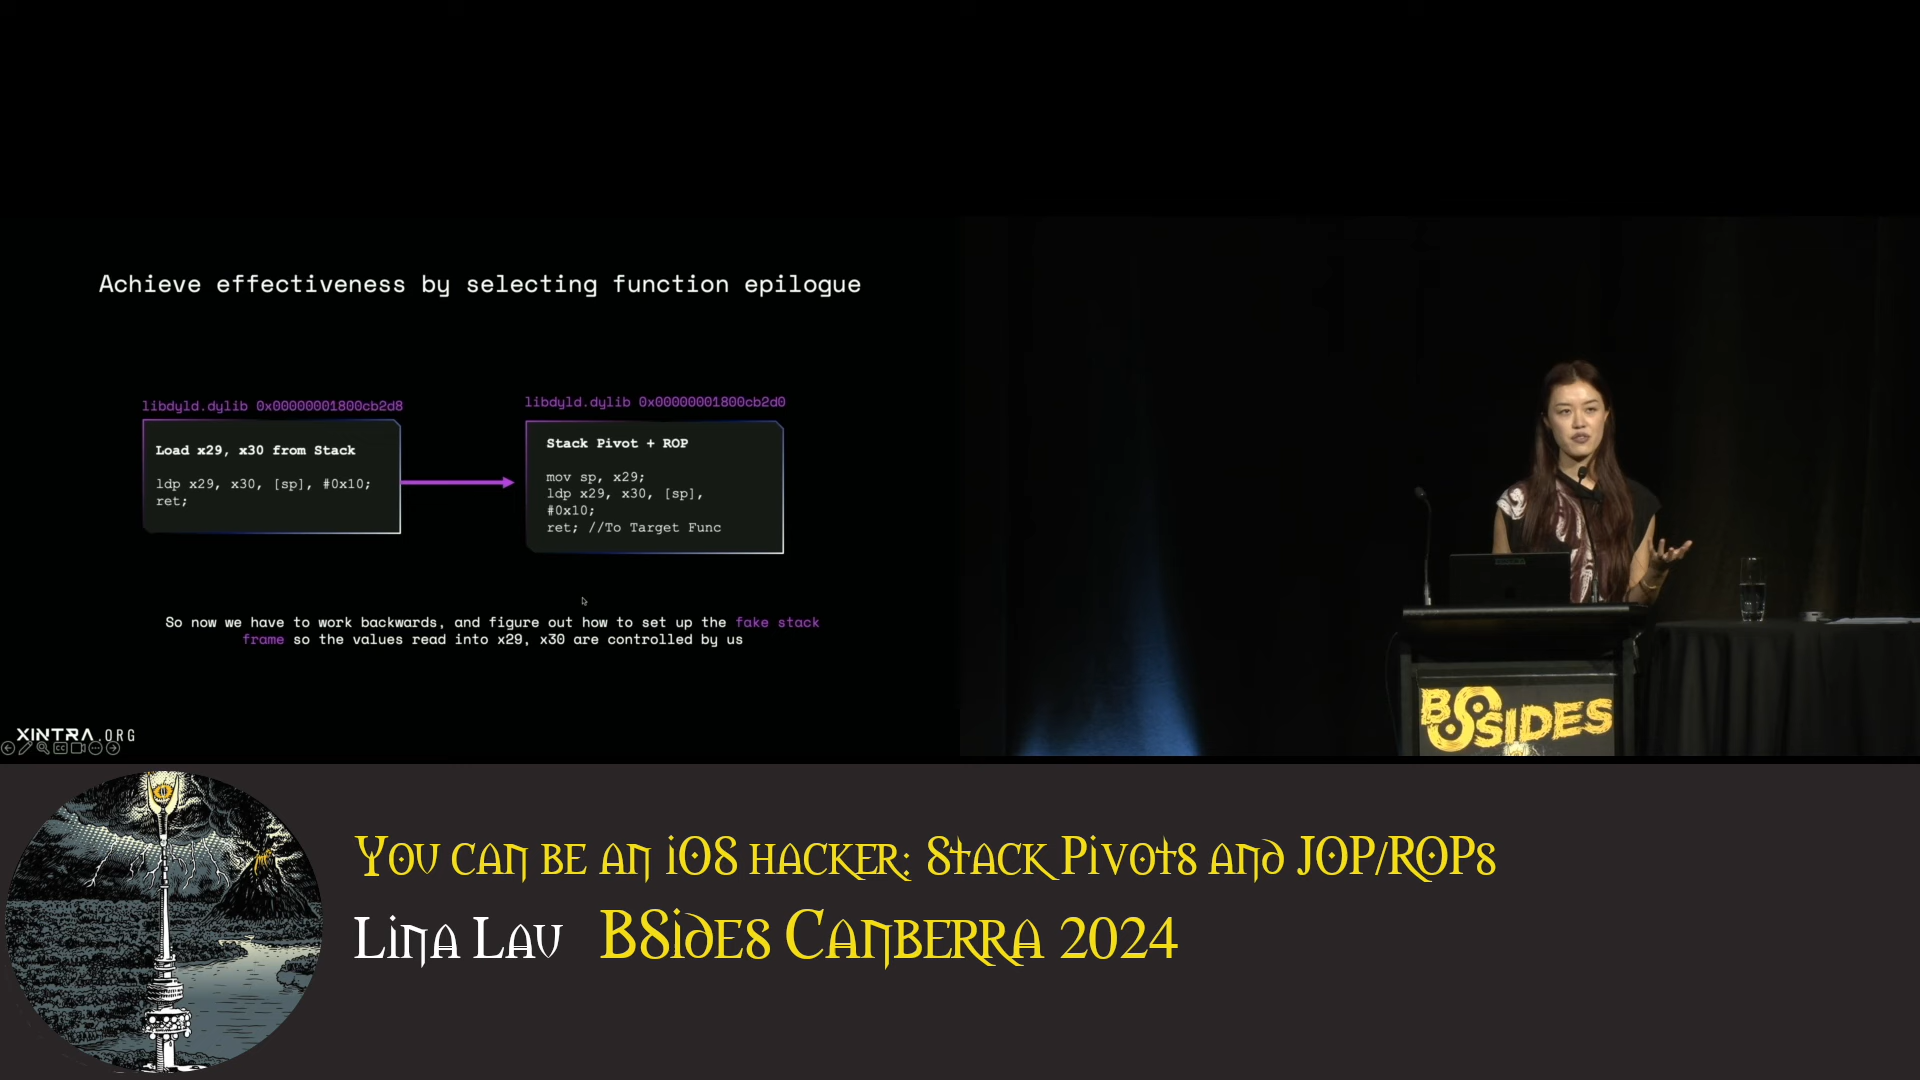 Achieve effectiveness by selecting function epilogue
libdyld.dylib 0x00000001800cb2d8
Load x29, x30 from Stack
ldp x29, x30, [sp], #0x10;
ret;
libdyld.dylib 0x00000001800cb2d0
Stack Pivot + ROP
mov sp, x29;
ldp x29, x30, [sp],
#0x10;
ret; //To Target Func
So now we have to work backwards, and figure out how to set up the fake stack
frame so the values read into x29, x30 are controlled by us
XINTRA.ORG
BSIDES
You can be an iOS hacker: Stack Pivots and JOP/ROPs
Lina Lau BSides Canberra 2024